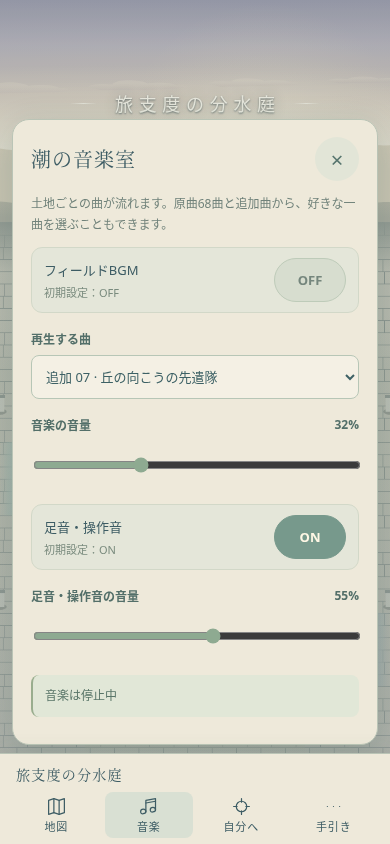 旅支度の分水庭
潮の音楽室
×
土地ごとの曲が流れます。原曲68曲と追加曲から、好きな一
曲を選ぶこともできます。
フィールドBGM
初期設定：OFF
OFF
再生する曲
追加 07 · 丘の向こうの先遣隊
音楽の音量
32%
足音・操作音
初期設定：ON
ON
足音・操作音の音量
55%
音楽は停止中
旅支度の分水庭
地図
音楽
自分へ
手引き